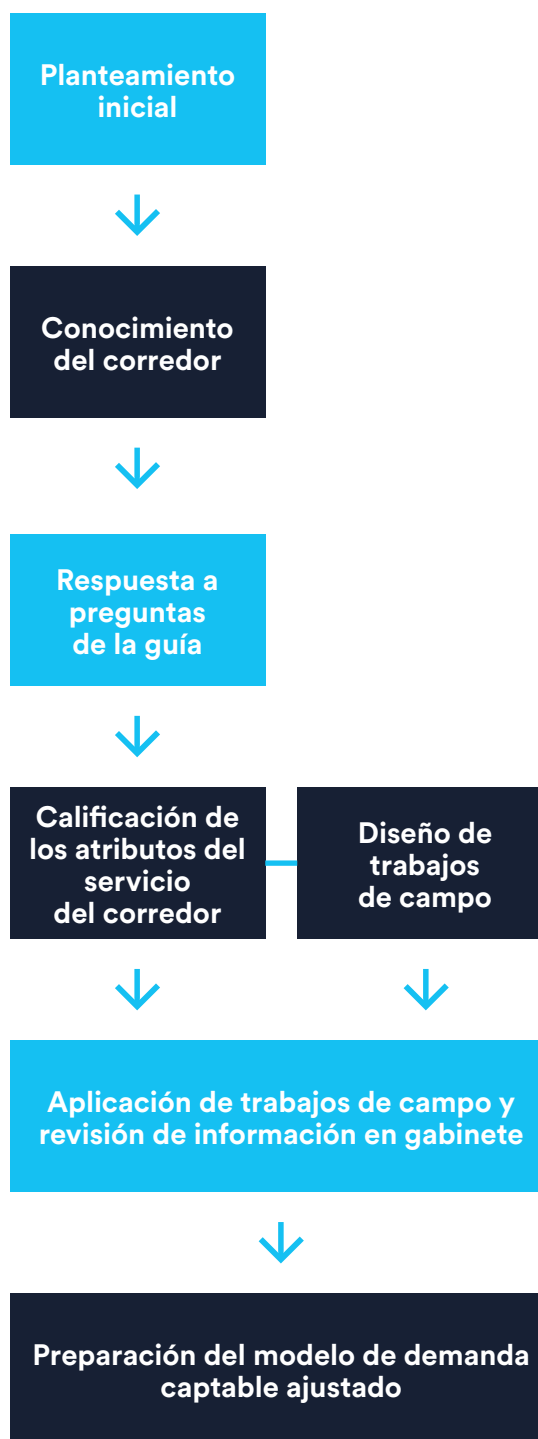 Planteamiento
inicial
Conocimiento
del corredor
Respuesta a
preguntas
de la guía
Calificación de
los atributos del
servicio
del corredor
Diseño de
trabajos
de campo
Aplicación de trabajos de campo y
revisión de información en gabinete
Preparación del modelo de demanda
captable ajustado